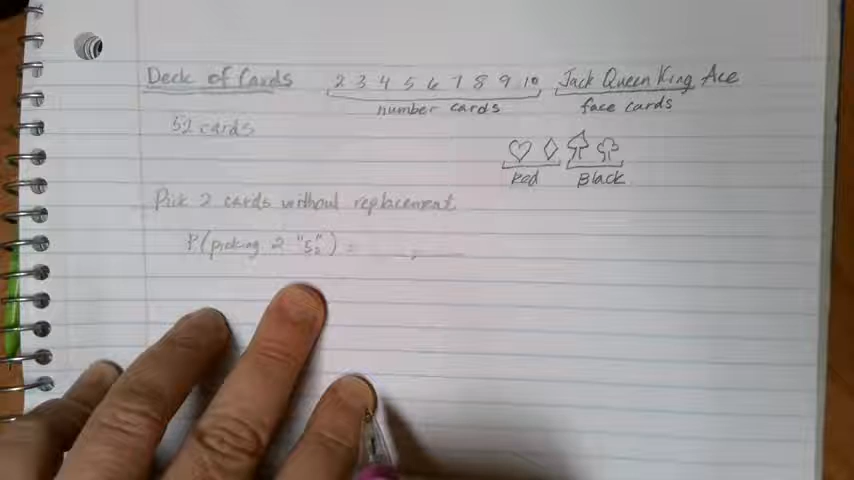 Deck of Cards 2 3 4 5 6 7 8 9 10 Jack Queen King Ace
number cards face cards
52 cards
Red Black
Pick 2 cards without replacement
P(picking 2 "5s") =